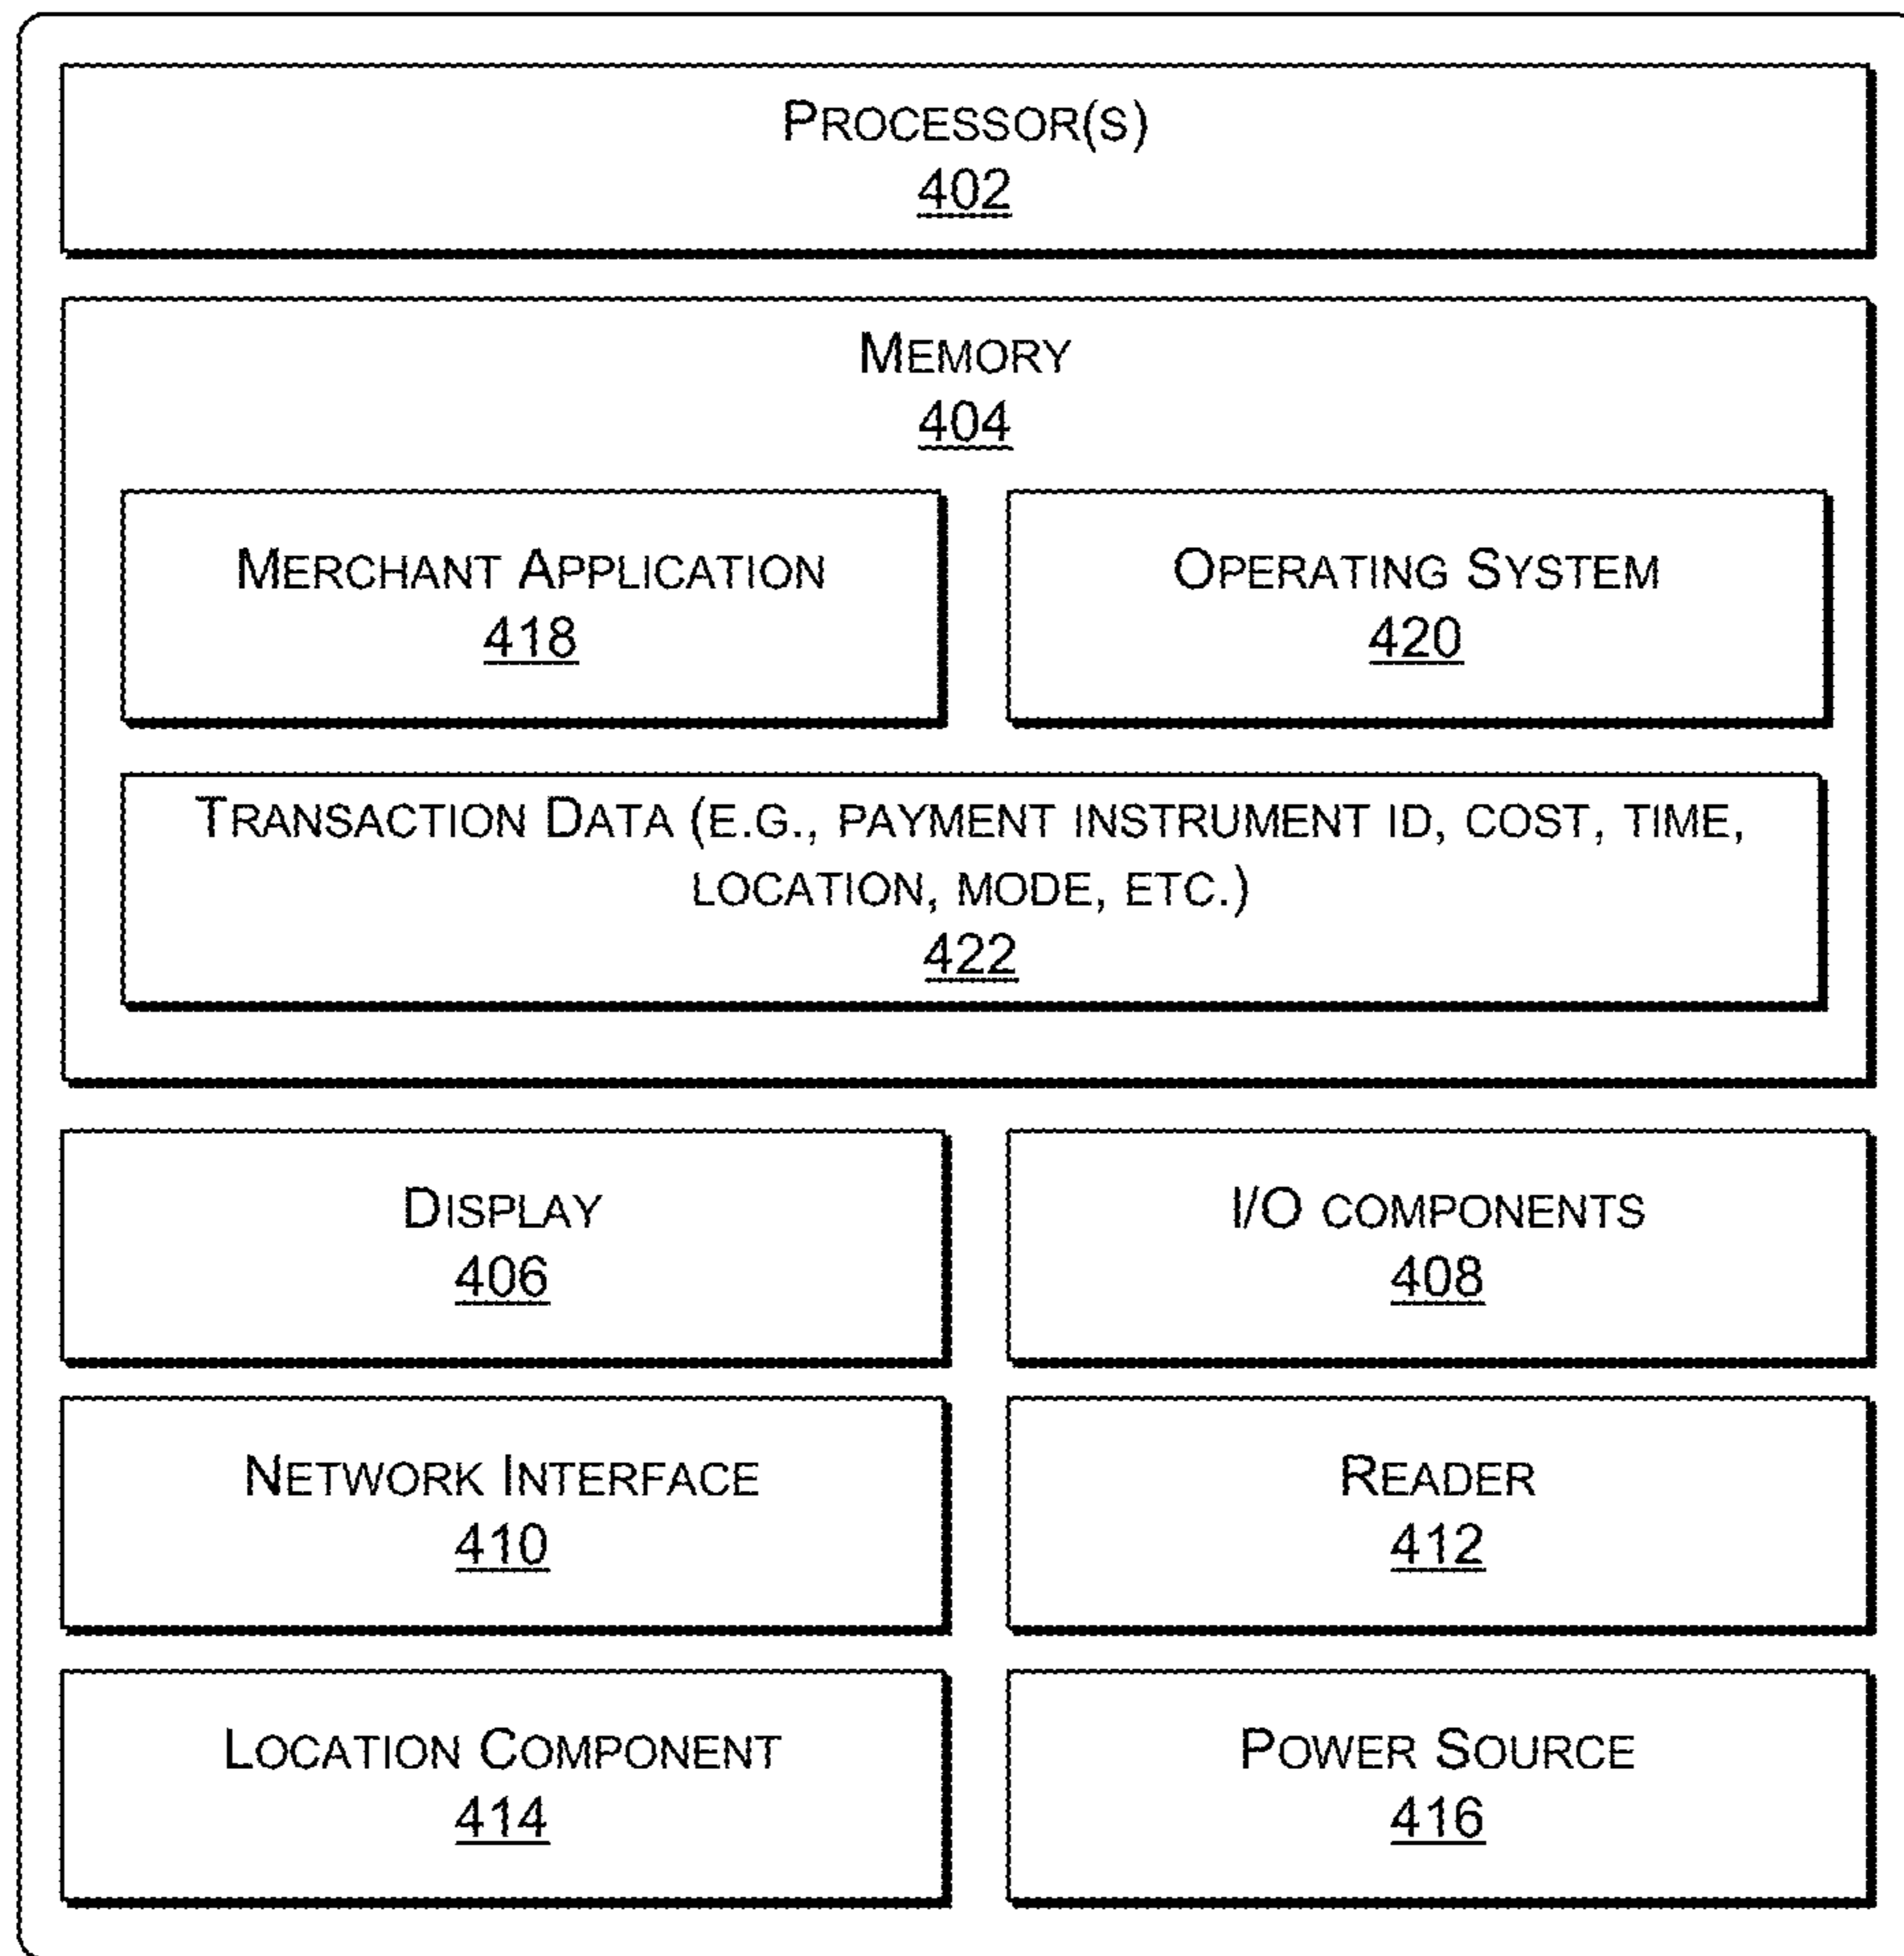 PROCESSOR(S)
402
MEMORY
404
MERCHANT APPLICATION
418
OPERATING SYSTEM
420
TRANSACTION DATA (E.G., PAYMENT INSTRUMENT ID, COST, TIME,
LOCATION, MODE, ETC.)
422
DISPLAY
406
I/O COMPONENTS
408
NETWORK INTERFACE
410
READER
412
LOCATION COMPONENT
414
POWER SOURCE
416